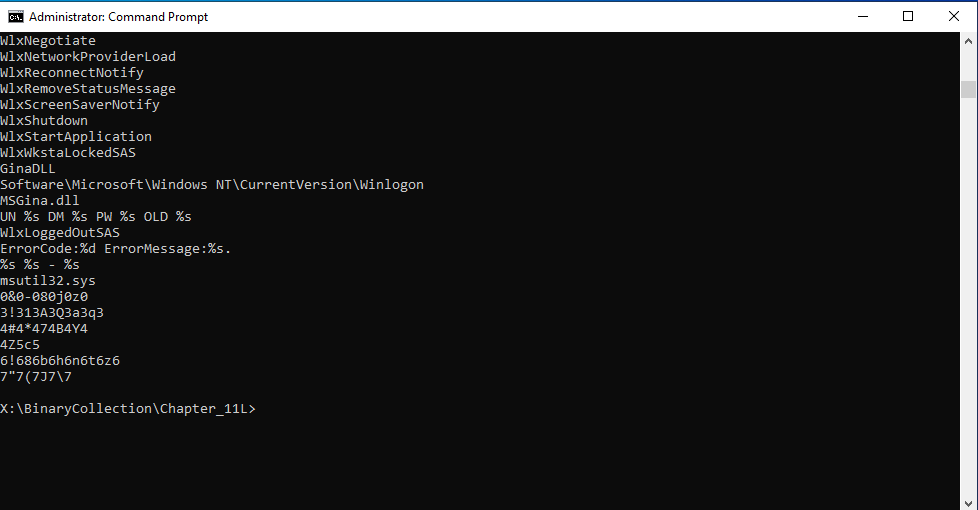 Administrator: Command Prompt
WlxNegotiate
WlxNetworkProviderLoad
WlxReconnectNotify
WlxRemoveStatusMessage
WlxScreenSaverNotify
WlxShutdown
WlxStartApplication
WlxWkstaLockedSAS
GinaDLL
Software\Microsoft\Windows NT\CurrentVersion\Winlogon
MSGina.dll
UN %s DM %s PW %s OLD %s
WlxLoggedOutSAS
ErrorCode:%d ErrorMessage:%s.
%s %s - %s
msutil32.sys
0&0-080j0z0
3!313A3Q3a3q3
4#4*474B4Y4
4Z5c5
6!686b6h6n6t6z6
7"7(7J7\7
X:\BinaryCollection\Chapter_11L>